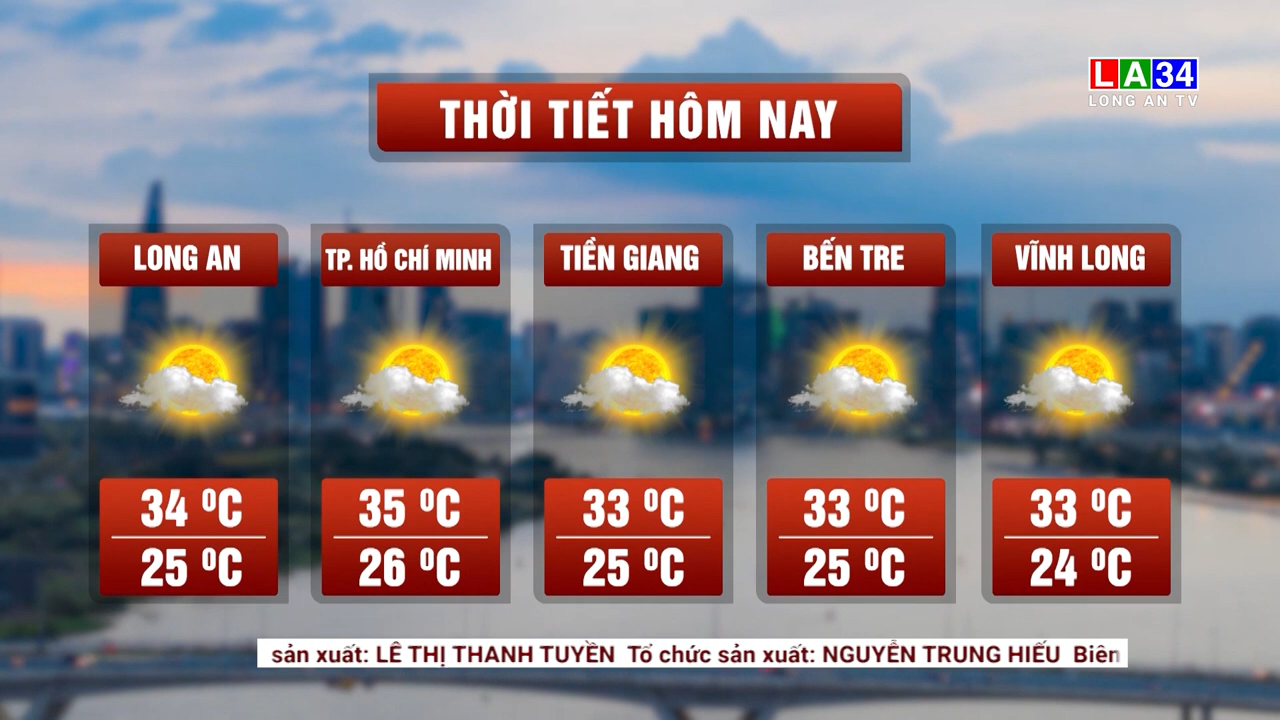 LA34
LONG AN TV
THỜI TIẾT HÔM NAY
LONG AN
TP. HỒ CHÍ MINH
TIỀN GIANG
BẾN TRE
VĨNH LONG
34 ⁰C
35 ⁰C
33 ⁰C
33 ⁰C
33 ⁰C
25 ⁰C
26 ⁰C
25 ⁰C
25 ⁰C
24 ⁰C
sản xuất: LÊ THỊ THANH TUYỀN Tổ chức sản xuất: NGUYỄN TRUNG HIẾU Biên